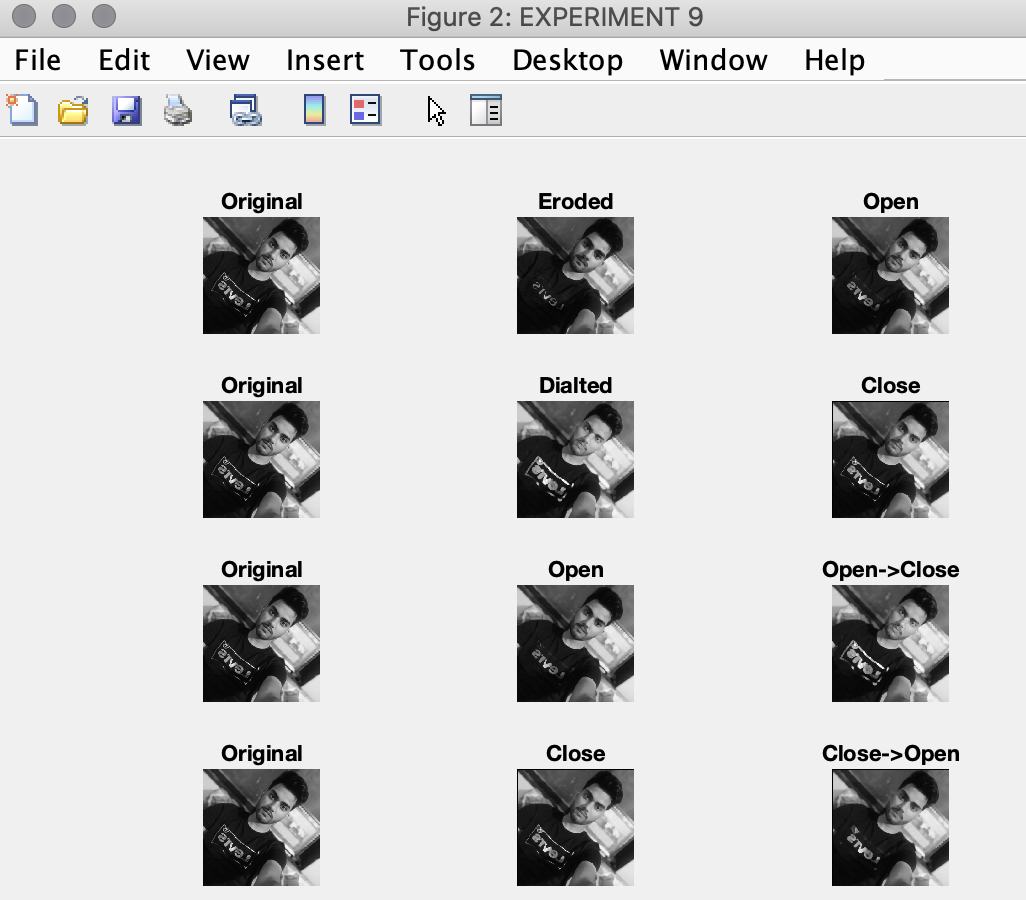 Figure 2: EXPERIMENT 9
File Edit View Insert Tools Desktop Window Help
Original Eroded Open
Original Dialted Close
Original Open Open->Close
Original Close Close->Open